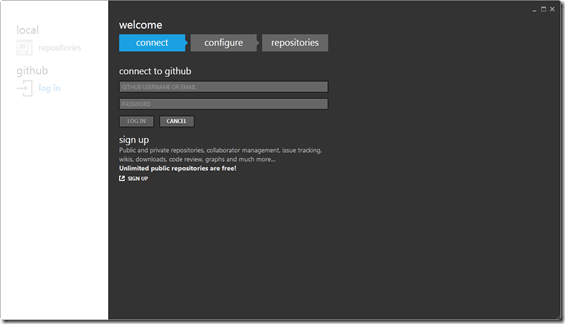 local
repositories
github
log in
welcome
connect
configure
repositories
connect to github
GITHUB USERNAME OR EMAIL
PASSWORD
LOG IN
CANCEL
sign up
Public and private repositories, collaborator management, issue tracking,
wikis, downloads, code review, graphs and much more...
Unlimited public repositories are free!
SIGN UP